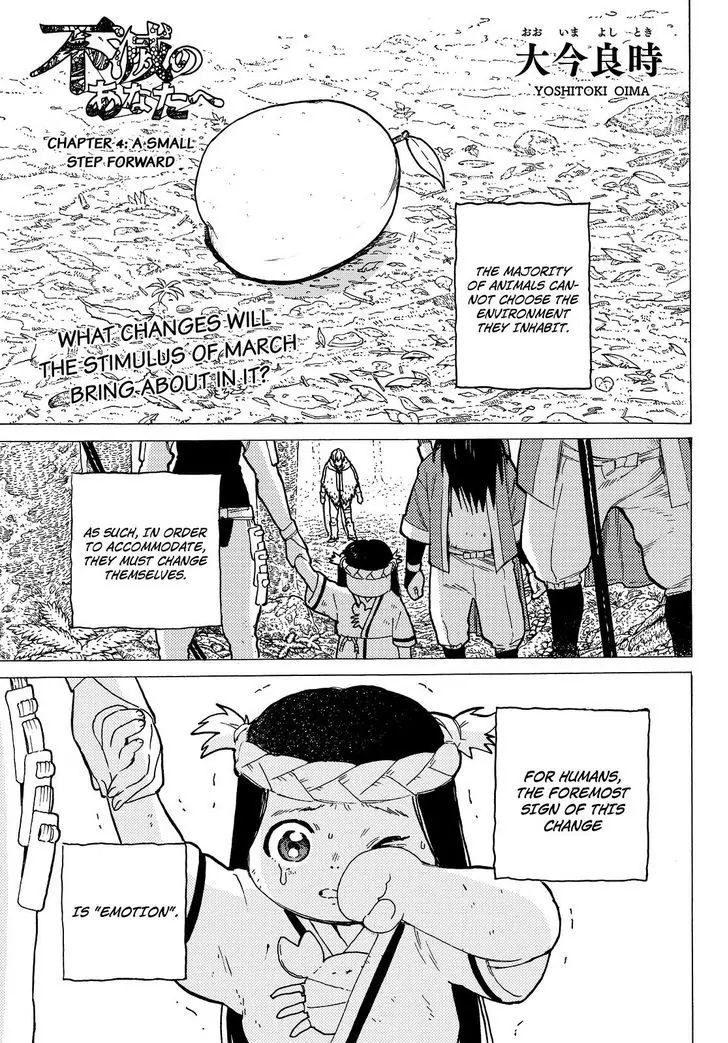 不滅の
あなたへ
CHAPTER 4: A SMALL
STEP FORWARD
おお いま よし とき
大今良時
YOSHITOKI OIMA
THE MAJORITY
OF ANIMALS CAN-
NOT CHOOSE THE
ENVIRONMENT
THEY INHABIT.
WHAT CHANGES WILL
THE STIMULUS OF MARCH
BRING ABOUT IN IT?
AS SUCH, IN ORDER
TO ACCOMMODATE,
THEY MUST CHANGE
THEMSELVES.
FOR HUMANS,
THE FOREMOST
SIGN OF THIS
CHANGE
IS "EMOTION".